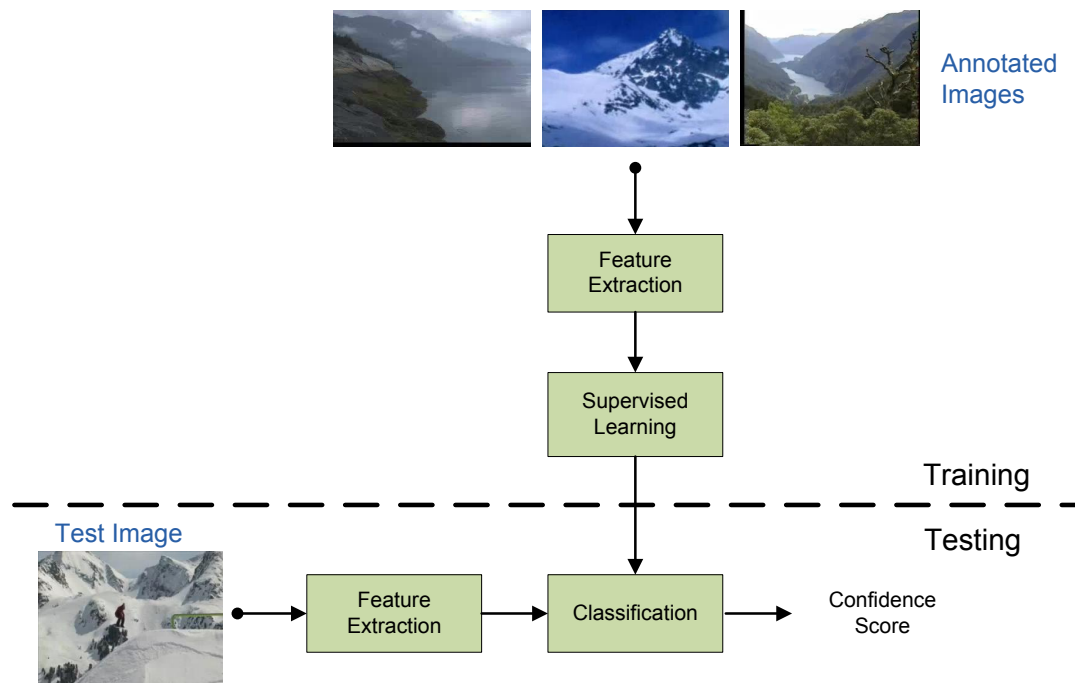 Annotated
Images
Feature
Extraction
Supervised
Learning
Training
Testing
Test Image
Feature
Extraction
Classification
Confidence
Score